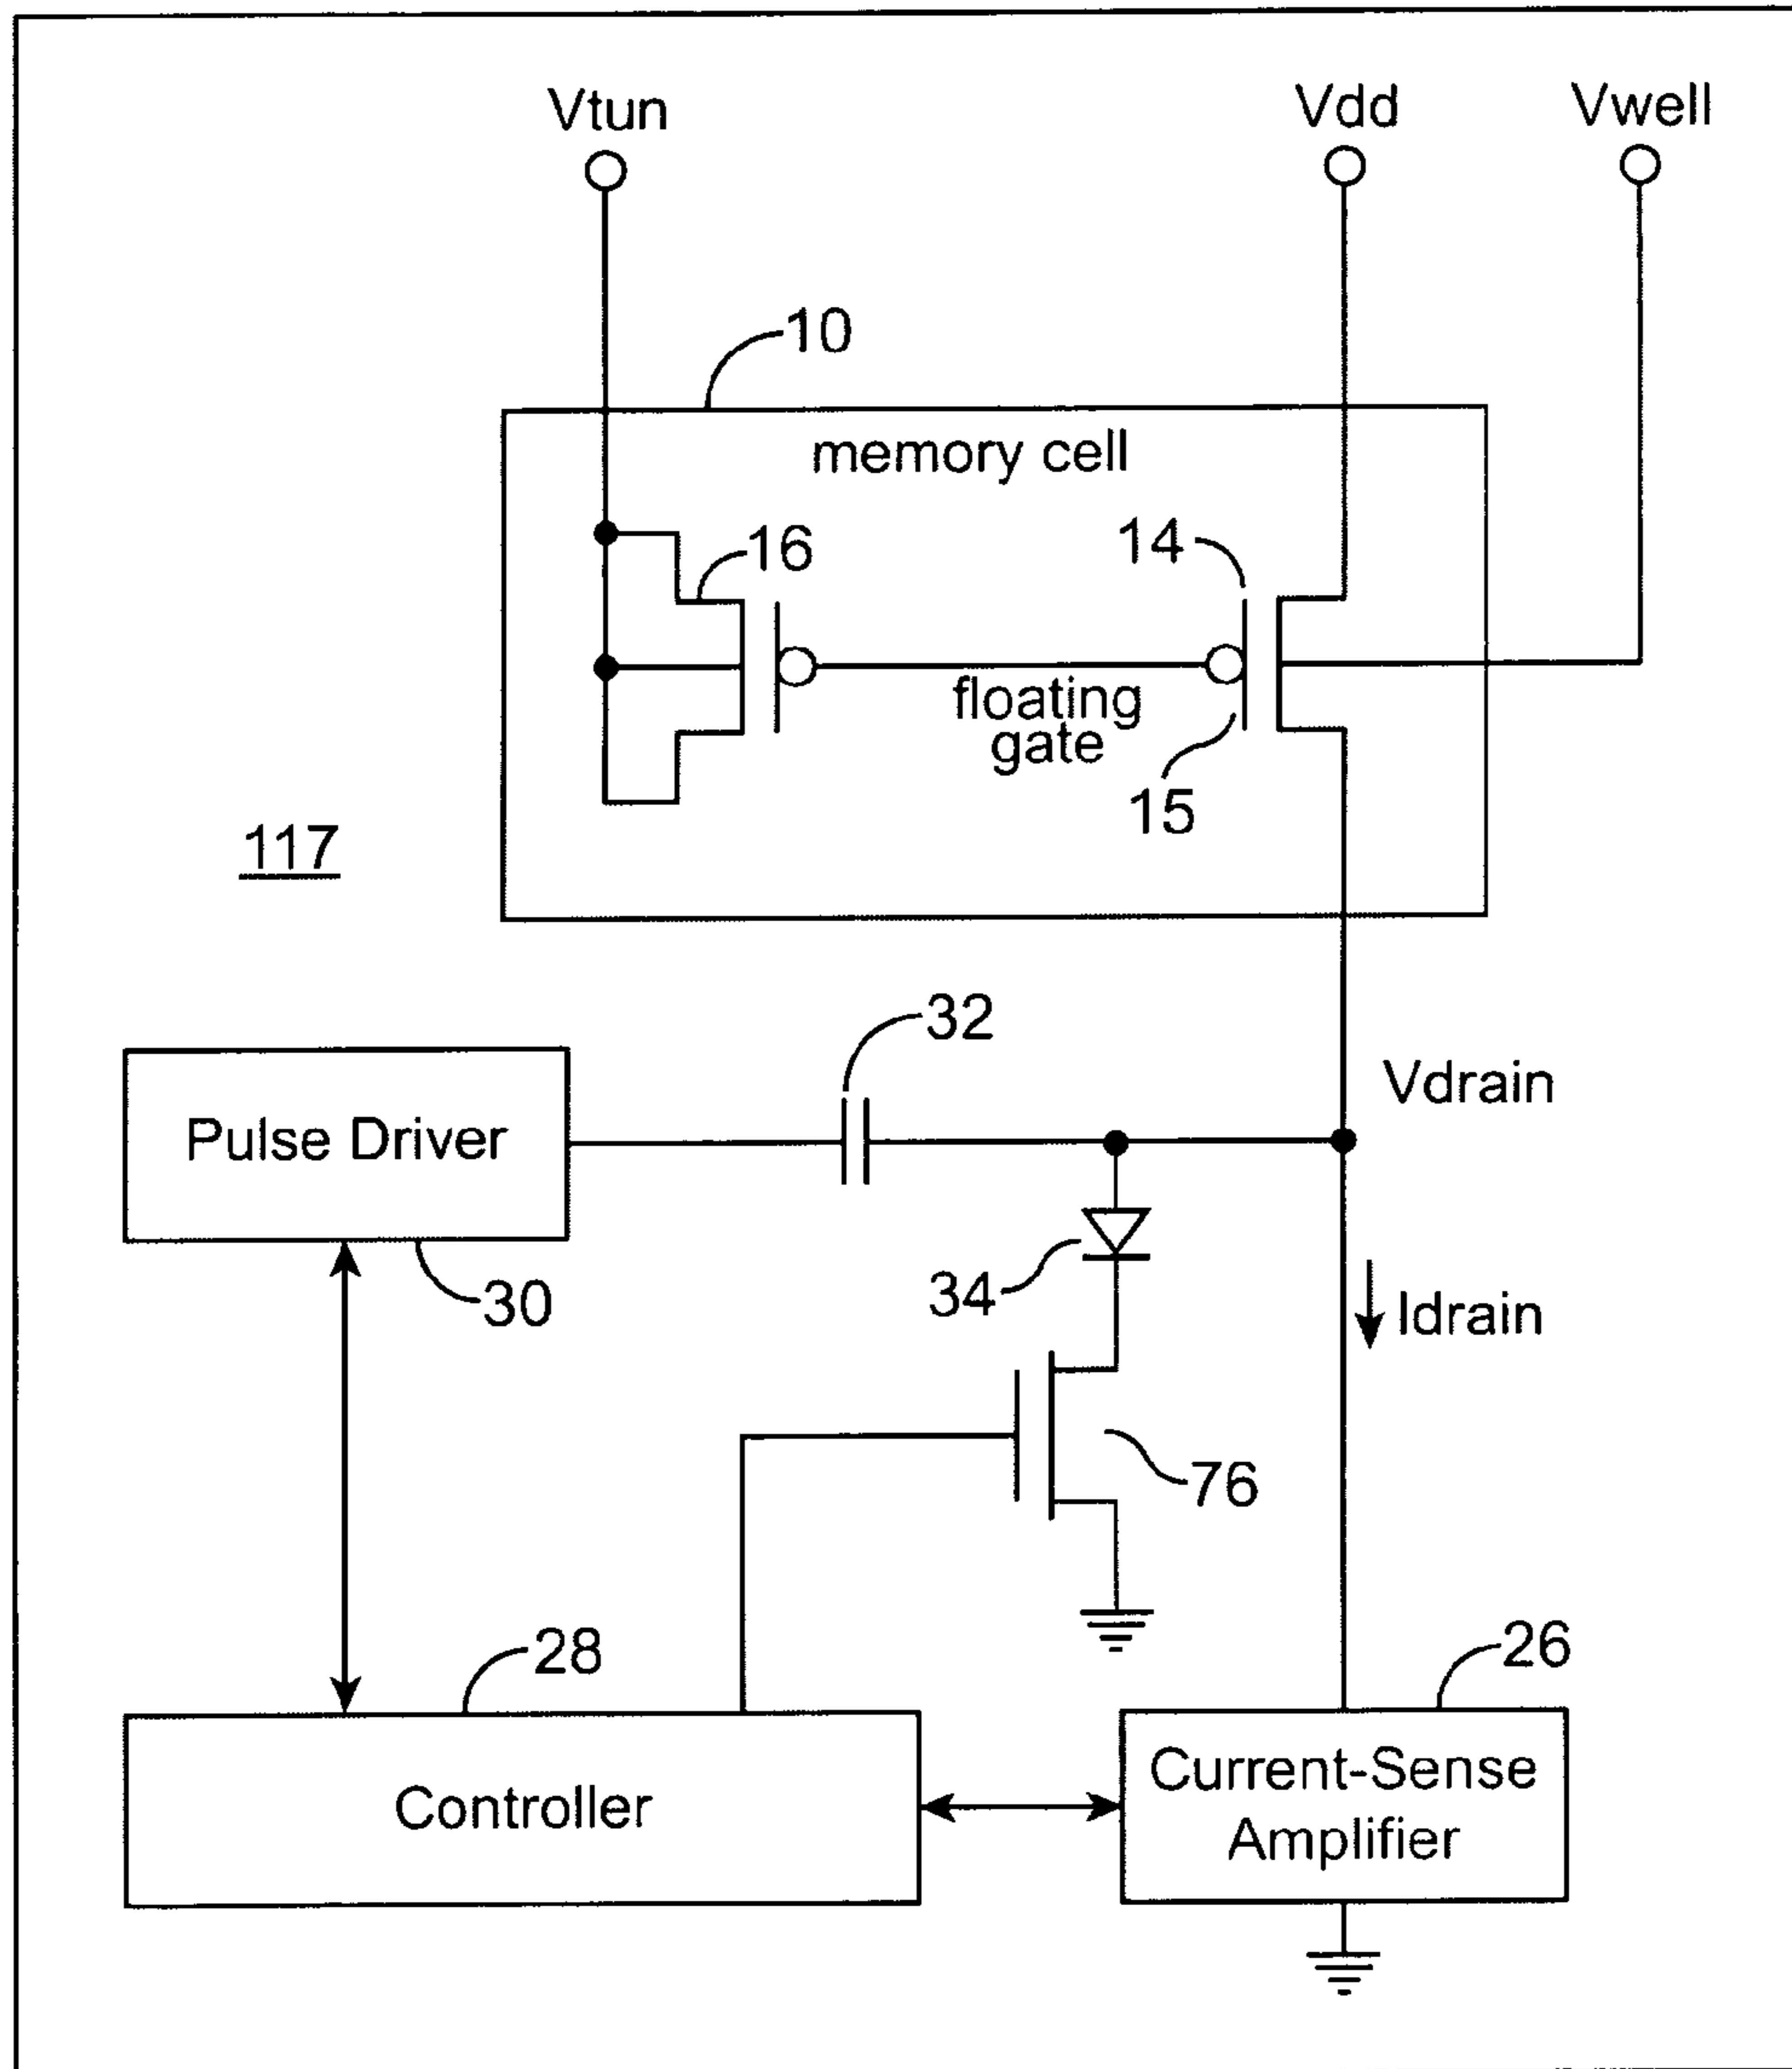 Vtun
Vdd
Vwell
10
memory cell
16
14
floating
gate
15
117
32
Vdrain
Pulse Driver
34
Idrain
30
76
28
26
Controller
Current-Sense
Amplifier